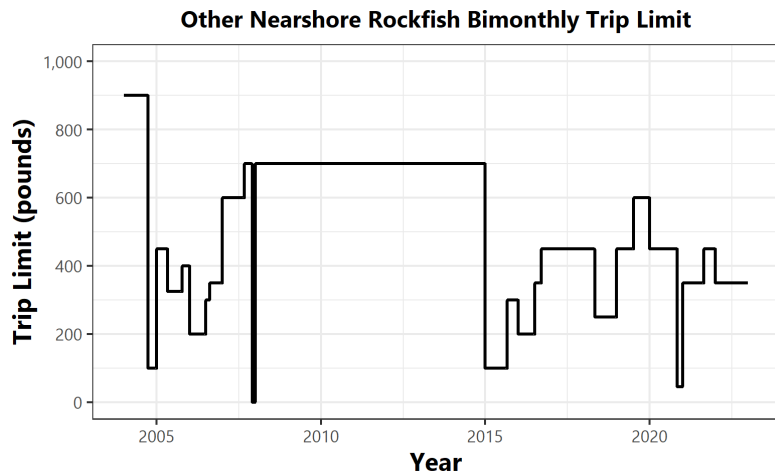 Other Nearshore Rockfish Bimonthly Trip Limit
Trip Limit (pounds)
1,000
800
600
400
200
0
2005 2010 2015 2020
Year